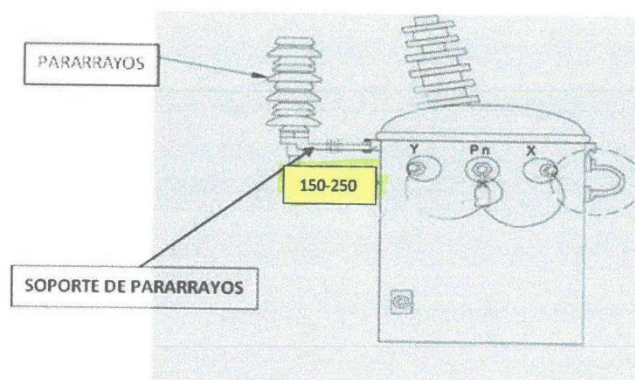 PARARRAYOS
Y Pn X
150-250
SOPORTE DE PARARRAYOS